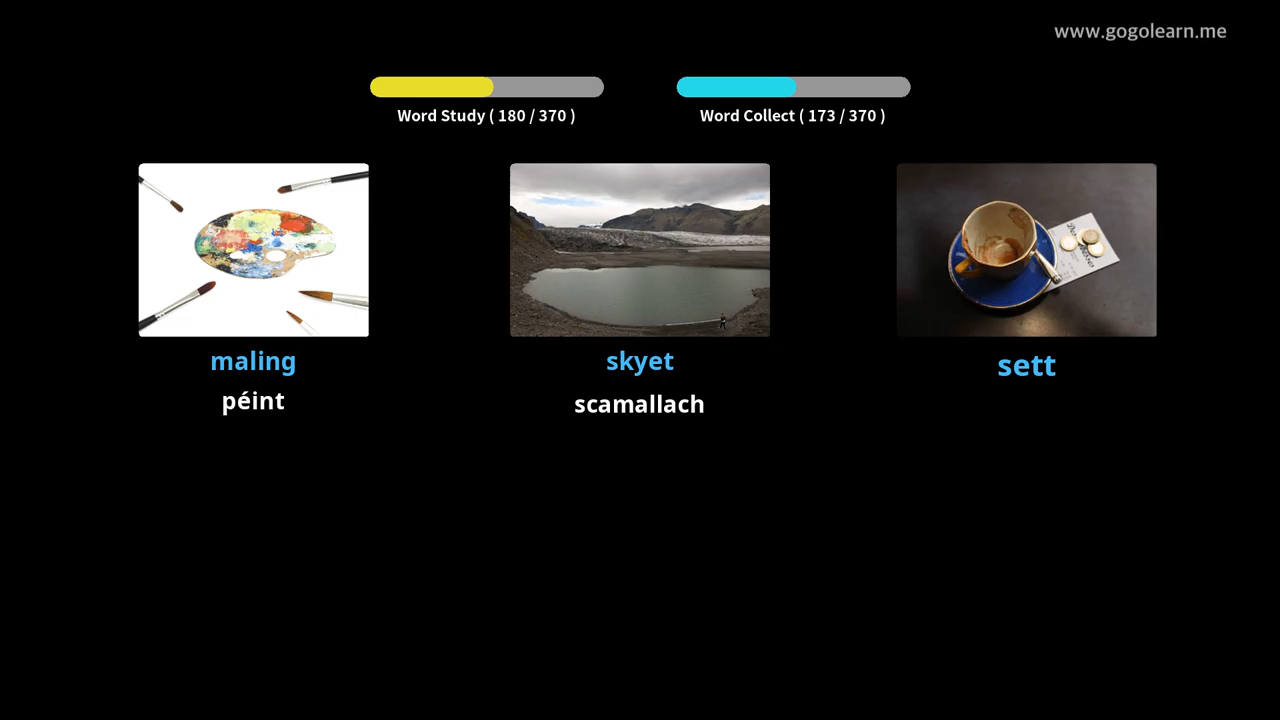 www.gogolearn.me
Word Study ( 180 / 370 )
Word Collect ( 173 / 370 )
maling
péint
skyet
scamallach
sett